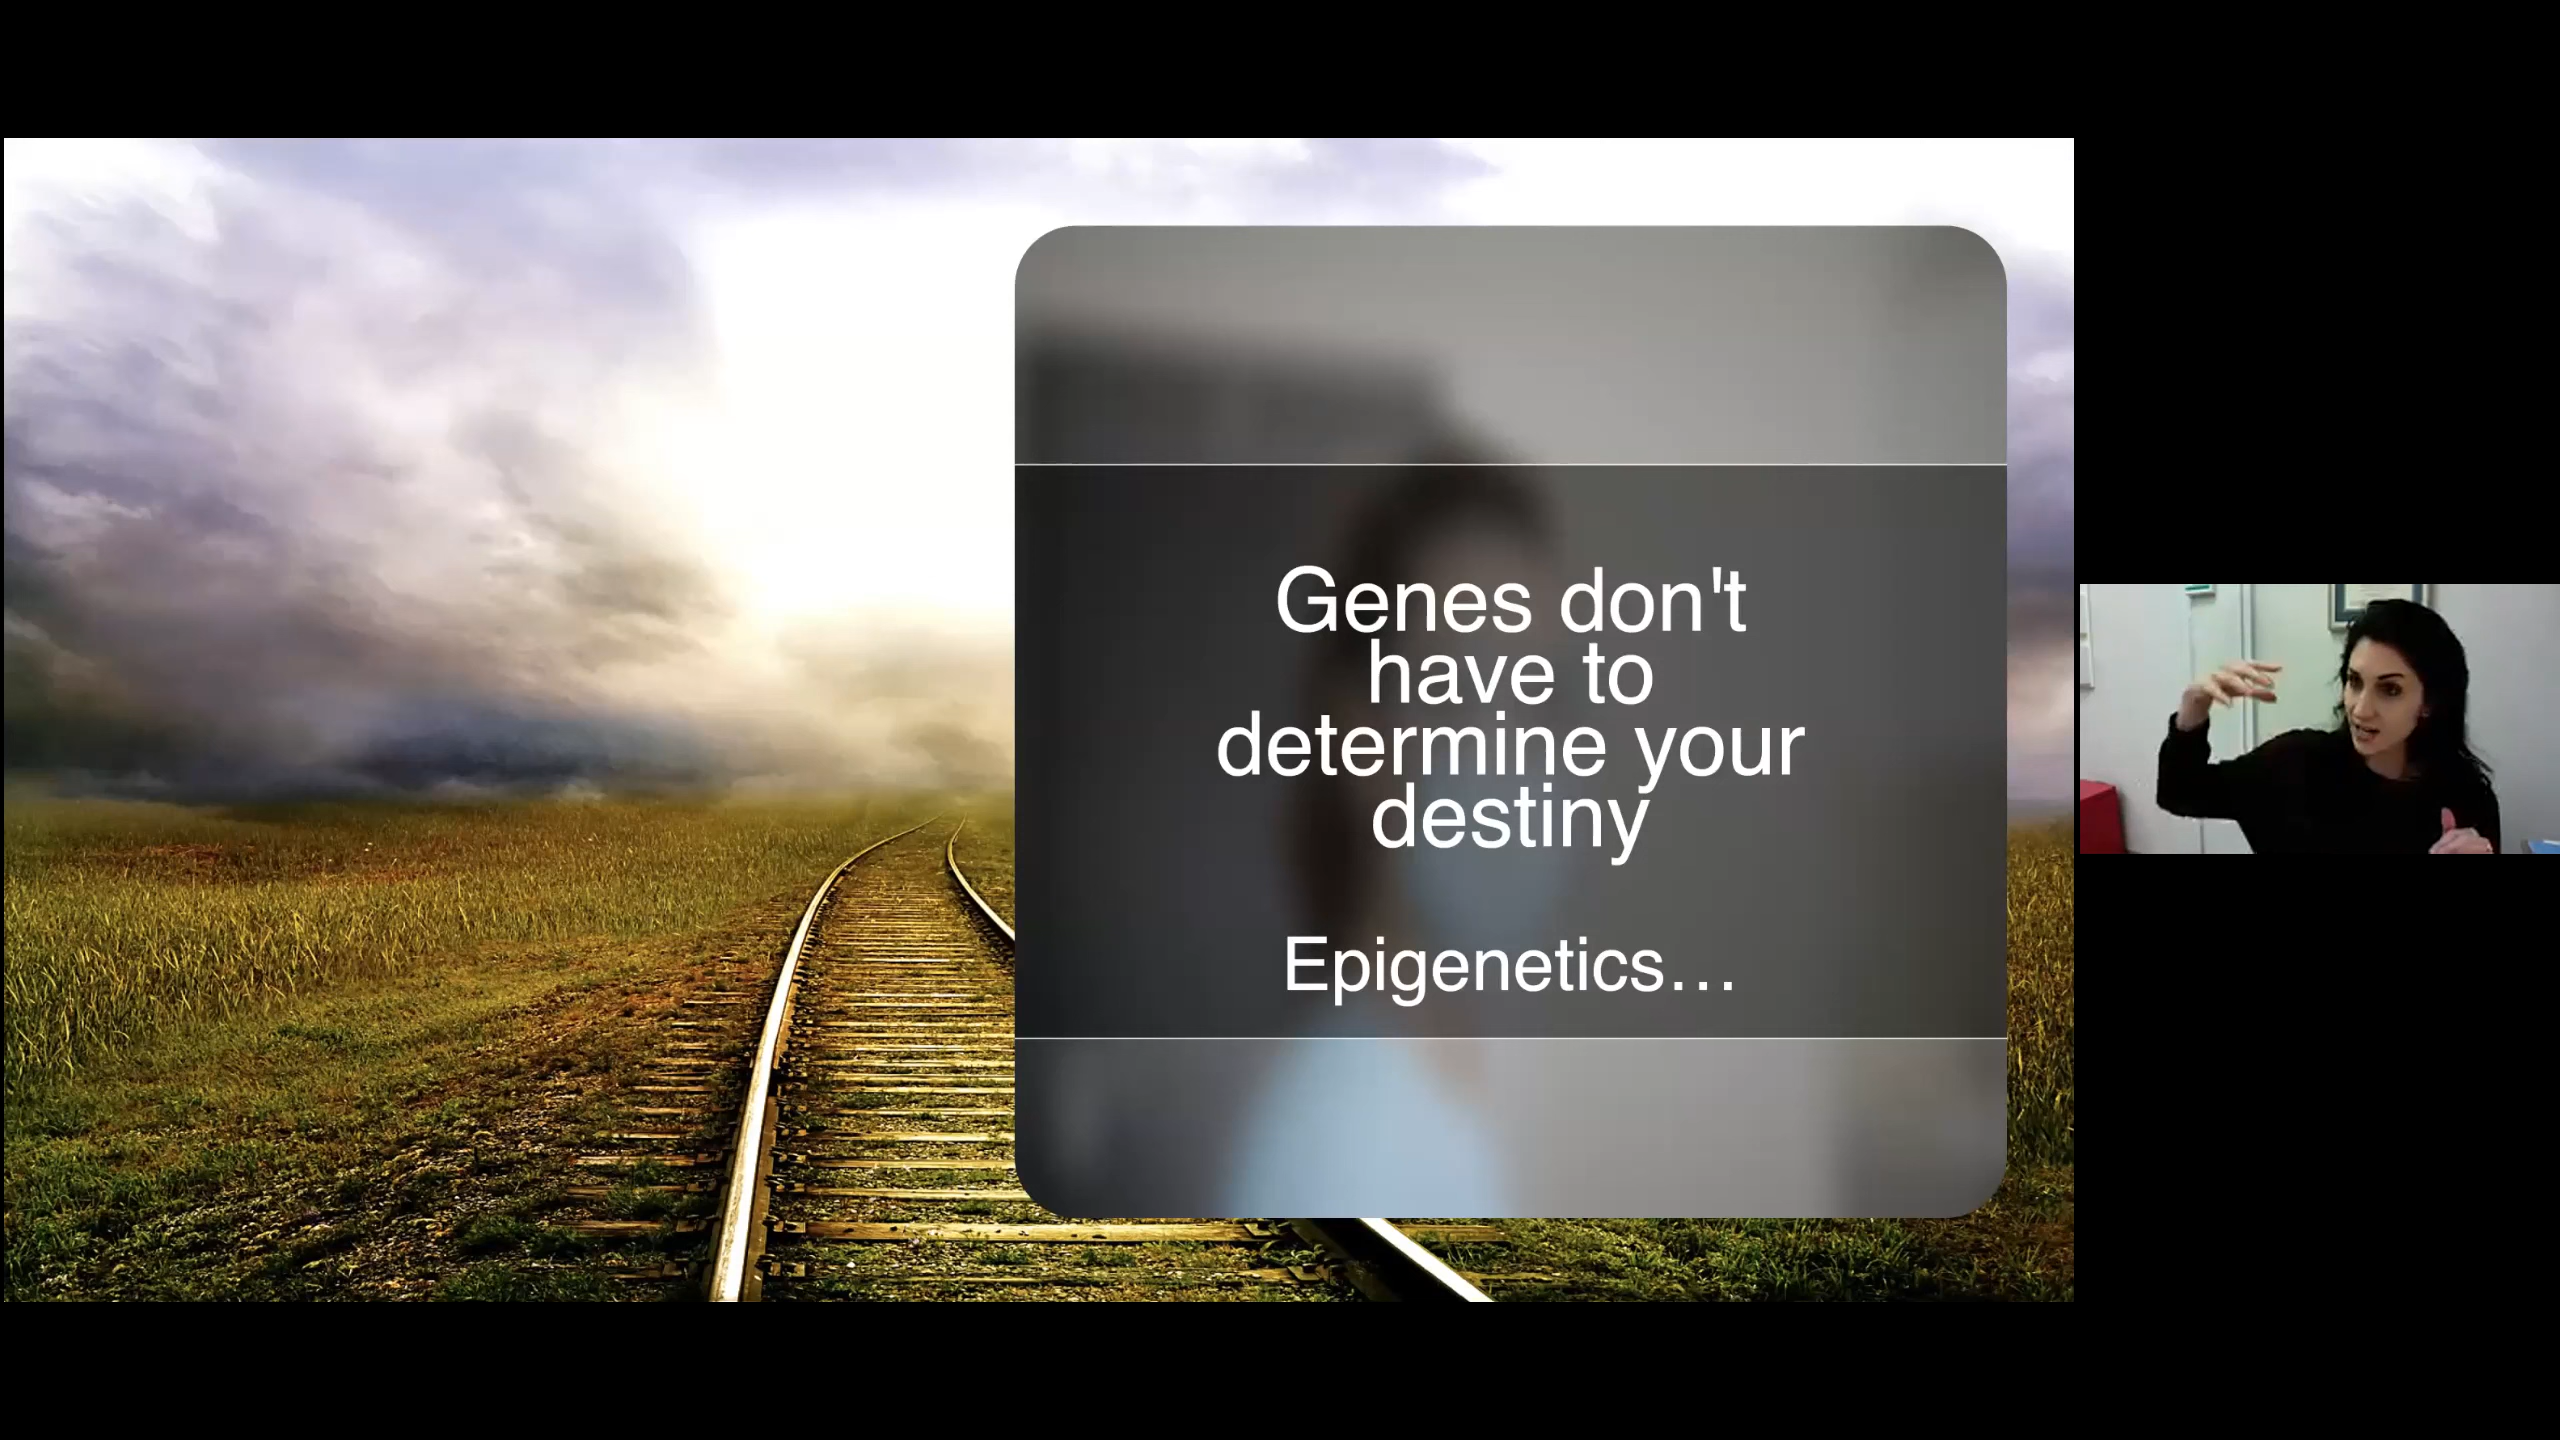 Genes don't
have to
determine your
destiny
Epigenetics…